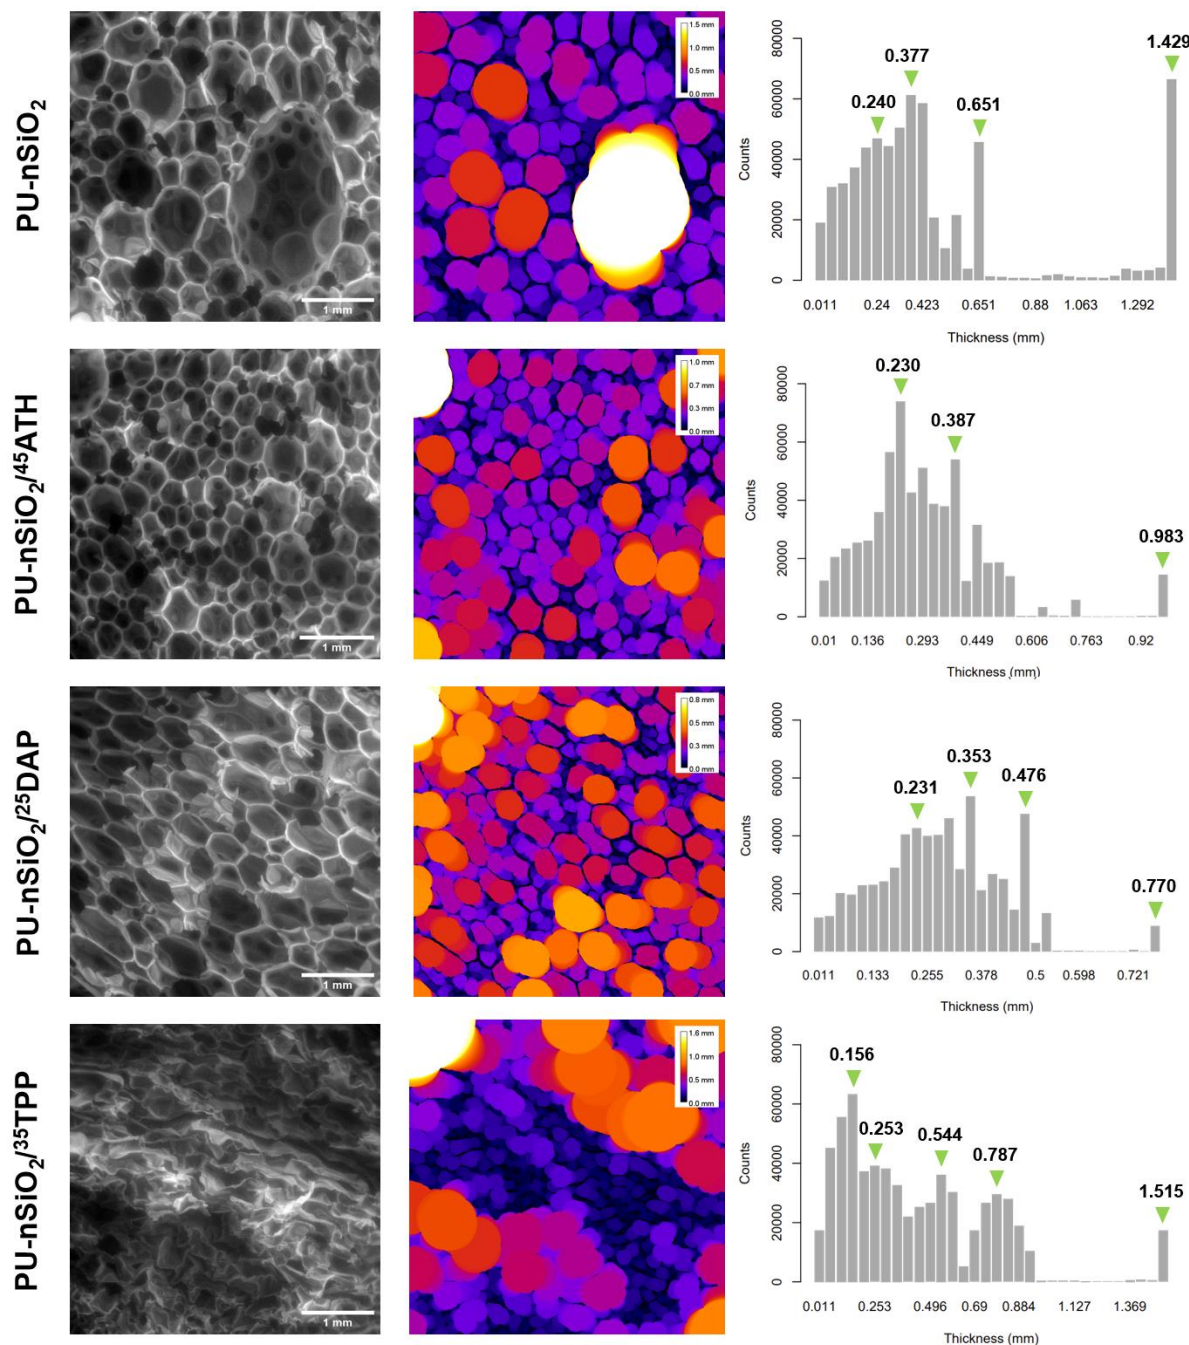 PU-nSiO₂
1 mm
1.5 mm
1.0 mm
0.5 mm
0.0 mm
80000
60000
40000
20000
0
Counts
0.240
0.377
0.651
1.429
0.011 0.24 0.423 0.651 0.88 1.063 1.292
Thickness (mm)
PU-nSiO₂/⁴⁵ATH
1 mm
1.0 mm
0.7 mm
0.3 mm
0.0 mm
80000
60000
40000
20000
0
Counts
0.230
0.387
0.983
0.01 0.136 0.293 0.449 0.606 0.763 0.92
Thickness (mm)
PU-nSiO₂/²⁵DAP
1 mm
0.8 mm
0.5 mm
0.3 mm
0.0 mm
80000
60000
40000
20000
0
Counts
0.231
0.353
0.476
0.770
0.011 0.133 0.255 0.378 0.5 0.598 0.721
Thickness (mm)
PU-nSiO₂/³⁵TPP
1 mm
1.6 mm
1.0 mm
0.5 mm
0.0 mm
80000
60000
40000
20000
0
Counts
0.156
0.253
0.544
0.787
1.515
0.011 0.253 0.496 0.69 0.884 1.127 1.369
Thickness (mm)